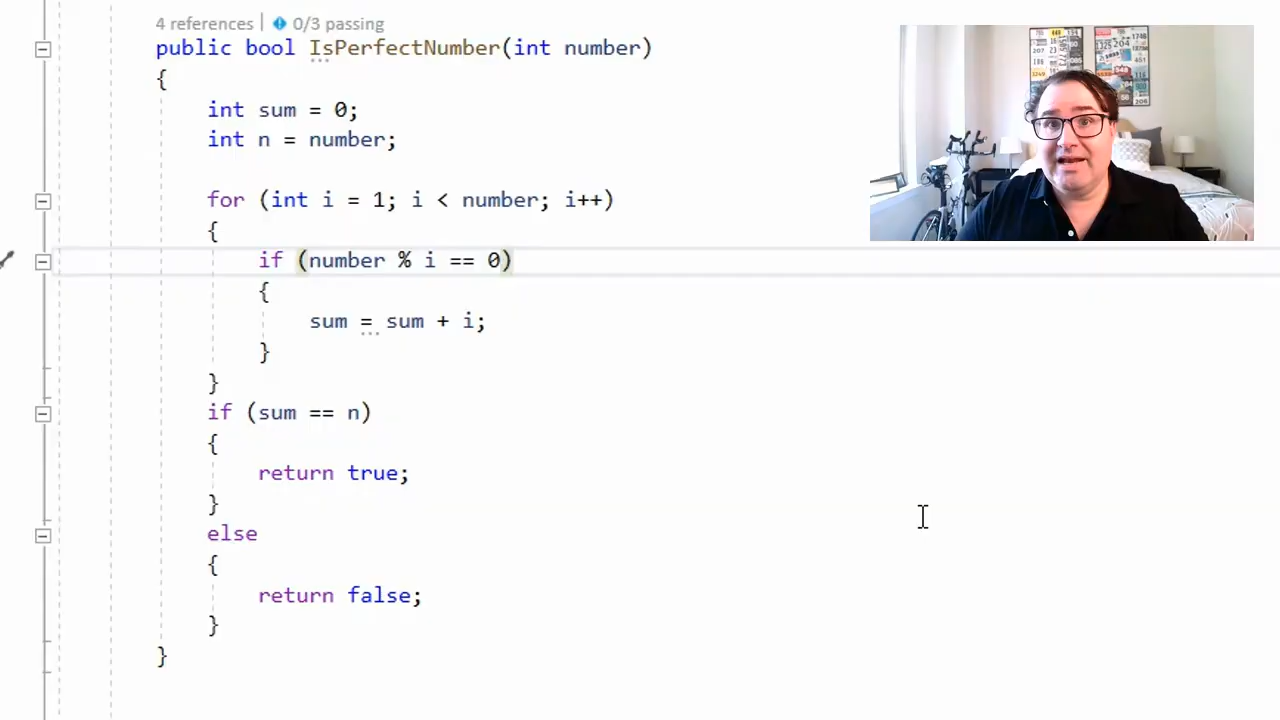 4 references | 0/3 passing
public bool IsPerfectNumber(int number)
{
int sum = 0;
int n = number;
for (int i = 1; i < number; i++)
{
if (number % i == 0)
{
sum = sum + i;
}
}
if (sum == n)
{
return true;
}
else
{
return false;
}
}